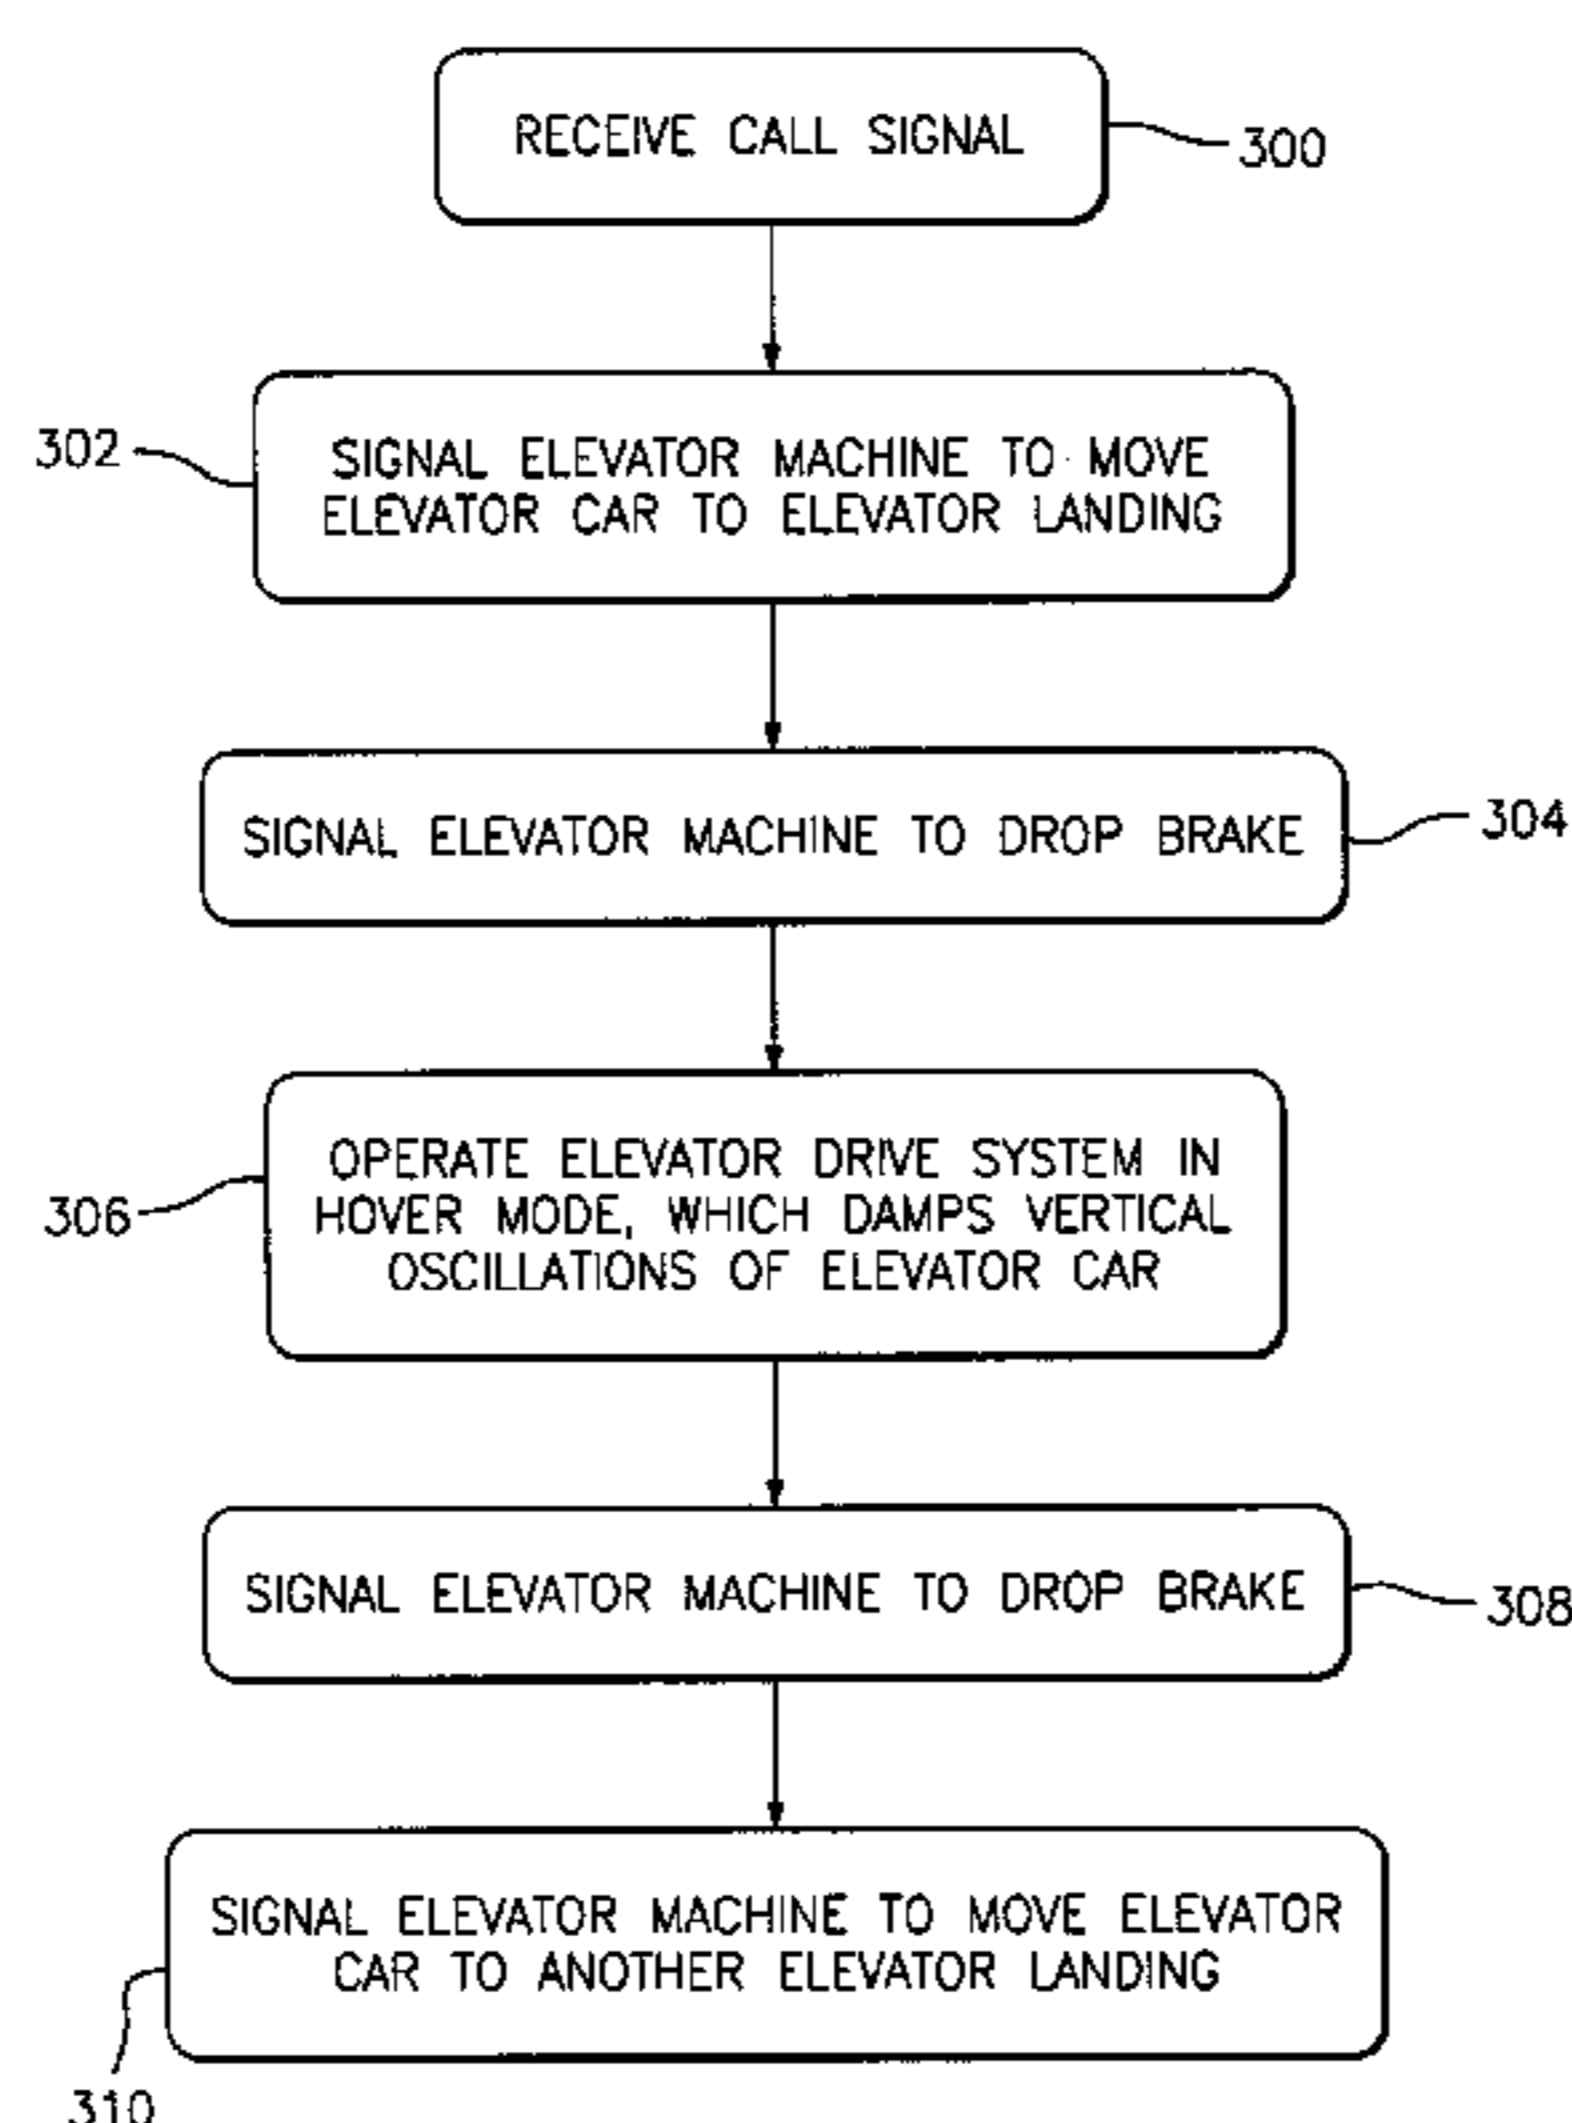 RECEIVE CALL SIGNAL
300
302
SIGNAL ELEVATOR MACHINE TO MOVE
ELEVATOR CAR TO ELEVATOR LANDING
SIGNAL ELEVATOR MACHINE TO DROP BRAKE
304
OPERATE ELEVATOR DRIVE SYSTEM IN
HOVER MODE, WHICH DAMPS VERTICAL
OSCILLATIONS OF ELEVATOR CAR
306
SIGNAL ELEVATOR MACHINE TO DROP BRAKE
308
SIGNAL ELEVATOR MACHINE TO MOVE ELEVATOR
CAR TO ANOTHER ELEVATOR LANDING
310